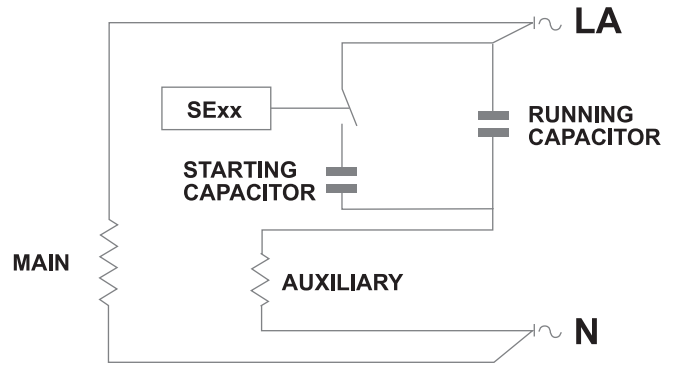 LA
SExx
RUNNING
CAPACITOR
STARTING
CAPACITOR
MAIN
AUXILIARY
N